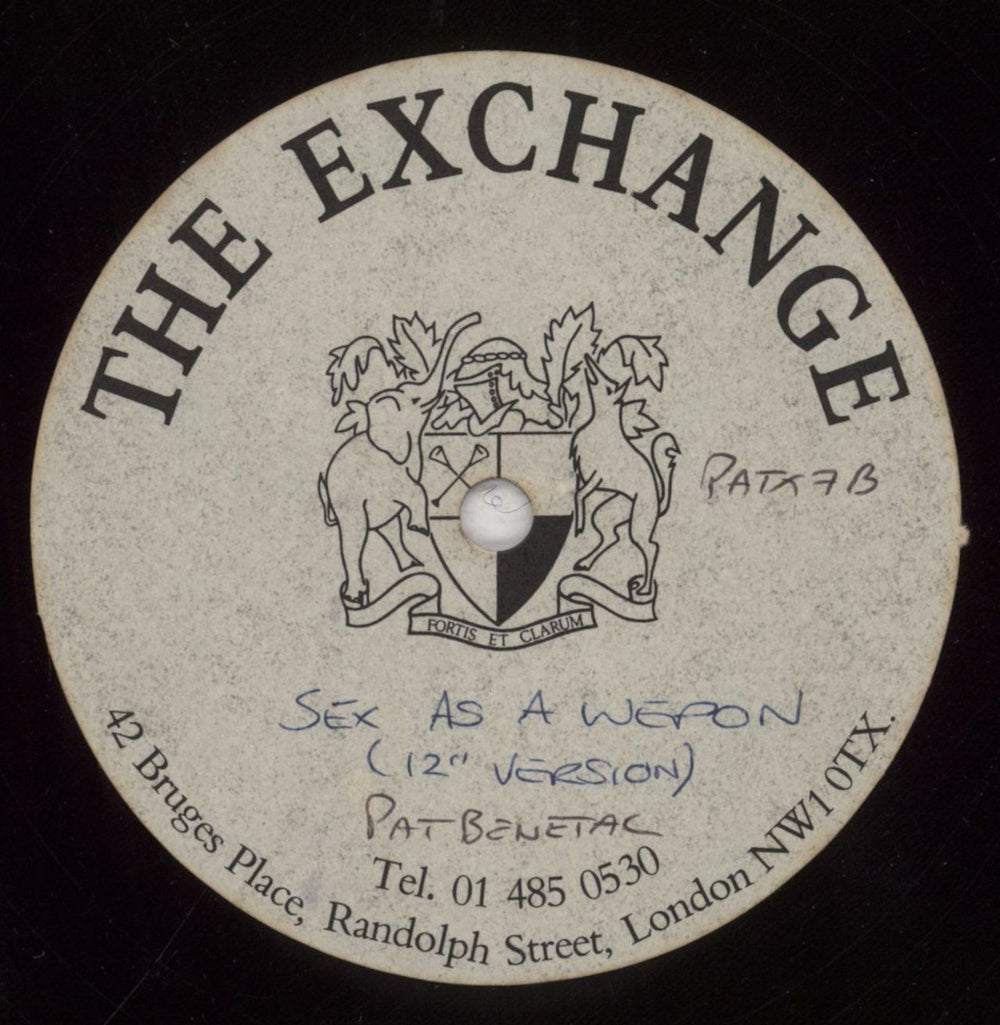 THE EXCHANGE
PATX7B
FORTIS ET CLARUM
SEX AS A WEPON
(12" VERSION)
PAT BENETAC
Tel. 01 485 0530
42 Bruges Place, Randolph Street, London NW1 0TX.